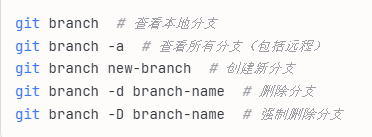 git branch  # 查看本地分支
git branch -a  # 查看所有分支（包括远程）
git branch new-branch  # 创建新分支
git branch -d branch-name  # 删除分支
git branch -D branch-name  # 强制删除分支